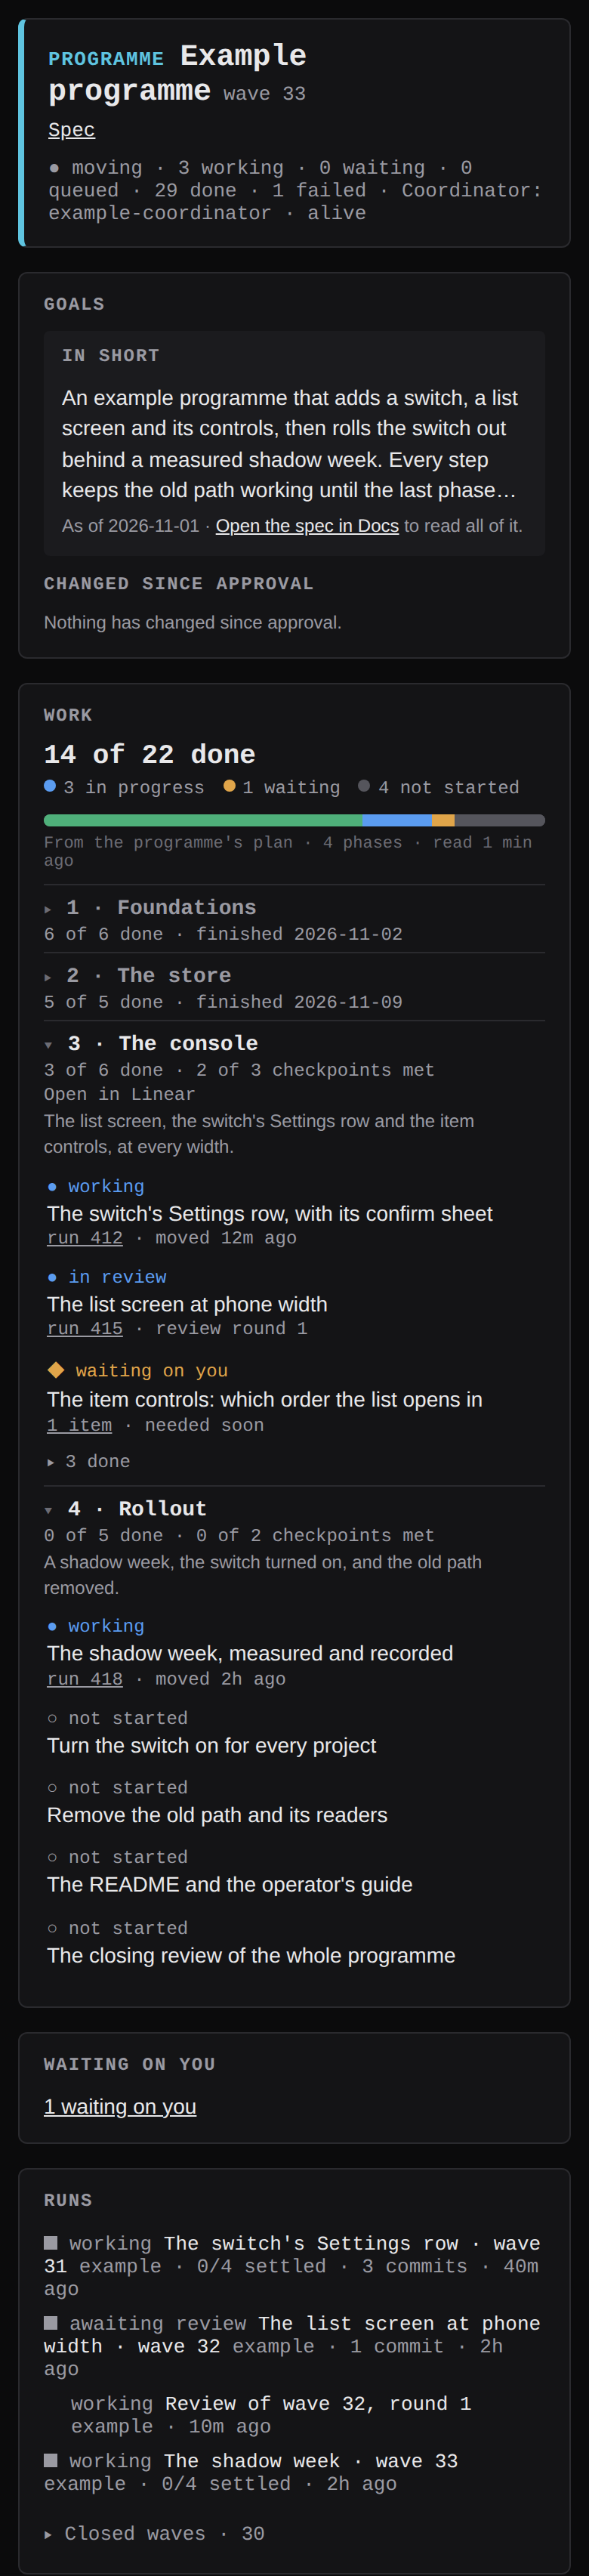 PROGRAMME Example
programme wave 33
Spec
● moving · 3 working · 0 waiting · 0
queued · 29 done · 1 failed · Coordinator:
example-coordinator · alive
GOALS
IN SHORT
An example programme that adds a switch, a list
screen and its controls, then rolls the switch out
behind a measured shadow week. Every step
keeps the old path working until the last phase…
As of 2026-11-01 · Open the spec in Docs to read all of it.
CHANGED SINCE APPROVAL
Nothing has changed since approval.
WORK
14 of 22 done
3 in progress 1 waiting 4 not started
From the programme's plan · 4 phases · read 1 min
ago
▸ 1 · Foundations
6 of 6 done · finished 2026-11-02
▸ 2 · The store
5 of 5 done · finished 2026-11-09
▾ 3 · The console
3 of 6 done · 2 of 3 checkpoints met
Open in Linear
The list screen, the switch's Settings row and the item
controls, at every width.
● working
The switch's Settings row, with its confirm sheet
run 412 · moved 12m ago
● in review
The list screen at phone width
run 415 · review round 1
◆ waiting on you
The item controls: which order the list opens in
1 item · needed soon
▸ 3 done
▾ 4 · Rollout
0 of 5 done · 0 of 2 checkpoints met
A shadow week, the switch turned on, and the old path
removed.
● working
The shadow week, measured and recorded
run 418 · moved 2h ago
○ not started
Turn the switch on for every project
○ not started
Remove the old path and its readers
○ not started
The README and the operator's guide
○ not started
The closing review of the whole programme
WAITING ON YOU
1 waiting on you
RUNS
■ working The switch's Settings row · wave
31 example · 0/4 settled · 3 commits · 40m
ago
■ awaiting review The list screen at phone
width · wave 32 example · 1 commit · 2h
ago
working Review of wave 32, round 1
example · 10m ago
■ working The shadow week · wave 33
example · 0/4 settled · 2h ago
▸ Closed waves · 30